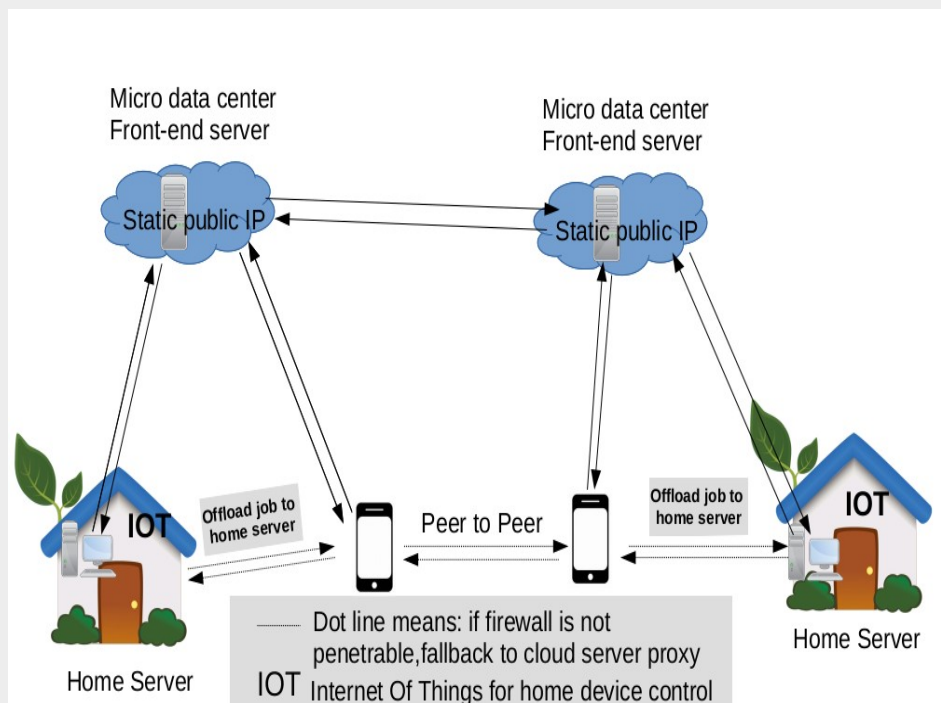 Micro data center
Front-end server
Micro data center
Front-end server
Static public IP
Static public IP
IOT
Offload job to
home server
Peer to Peer
Offload job to
home server
IOT
Home Server
Home Server
Dot line means: if firewall is not
penetrable,fallback to cloud server proxy
IOT Internet Of Things for home device control